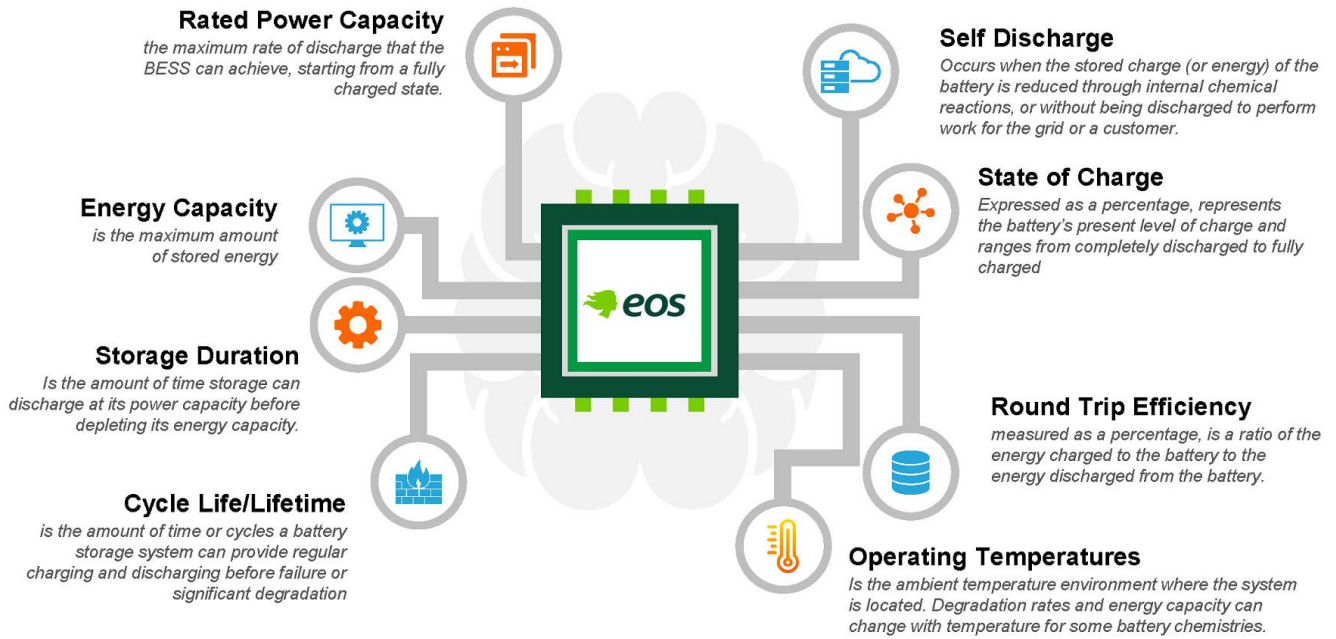 Rated Power Capacity
the maximum rate of discharge that the
BESS can achieve, starting from a fully
charged state.
Energy Capacity
is the maximum amount
of stored energy
Storage Duration
Is the amount of time storage can
discharge at its power capacity before
depleting its energy capacity.
Cycle Life/Lifetime
is the amount of time or cycles a battery
storage system can provide regular
charging and discharging before failure or
significant degradation
eos
Self Discharge
Occurs when the stored charge (or energy) of the
battery is reduced through internal chemical
reactions, or without being discharged to perform
work for the grid or a customer.
State of Charge
Expressed as a percentage, represents
the battery's present level of charge and
ranges from completely discharged to fully
charged
Round Trip Efficiency
measured as a percentage, is a ratio of the
energy charged to the battery to the
energy discharged from the battery.
Operating Temperatures
Is the ambient temperature environment where the system
is located. Degradation rates and energy capacity can
change with temperature for some battery chemistries.